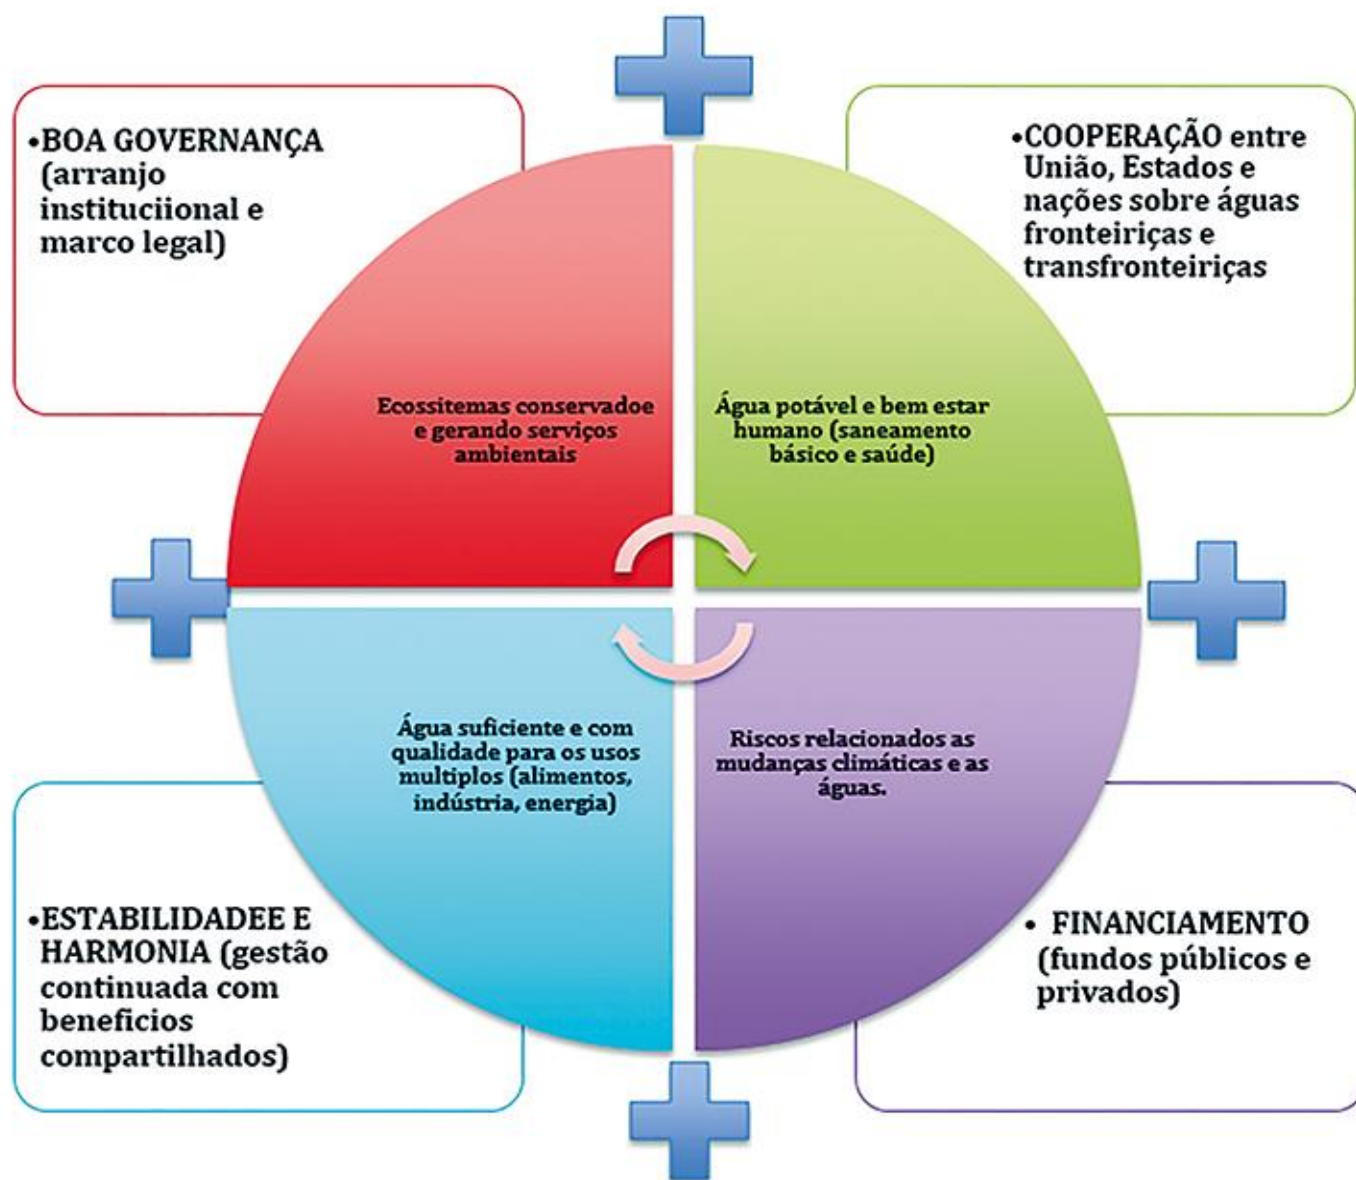 •BOA GOVERNANÇA
(arranjo
instituciional e
marco legal)
•COOPERAÇÃO entre
União, Estados e
nações sobre águas
fronteiriças e
transfronteiriças
Ecossitemas conservadoe
e gerando serviços
ambientais
Água potável e bem estar
humano (saneamento
básico e saúde)
Água suficiente e com
qualidade para os usos
multiplos (alimentos,
indústria, energia)
Riscos relacionados as
mudanças climáticas e as
águas.
•ESTABILIDADEE E
HARMONIA (gestão
continuada com
beneficios
compartilhados)
• FINANCIAMENTO
(fundos públicos e
privados)